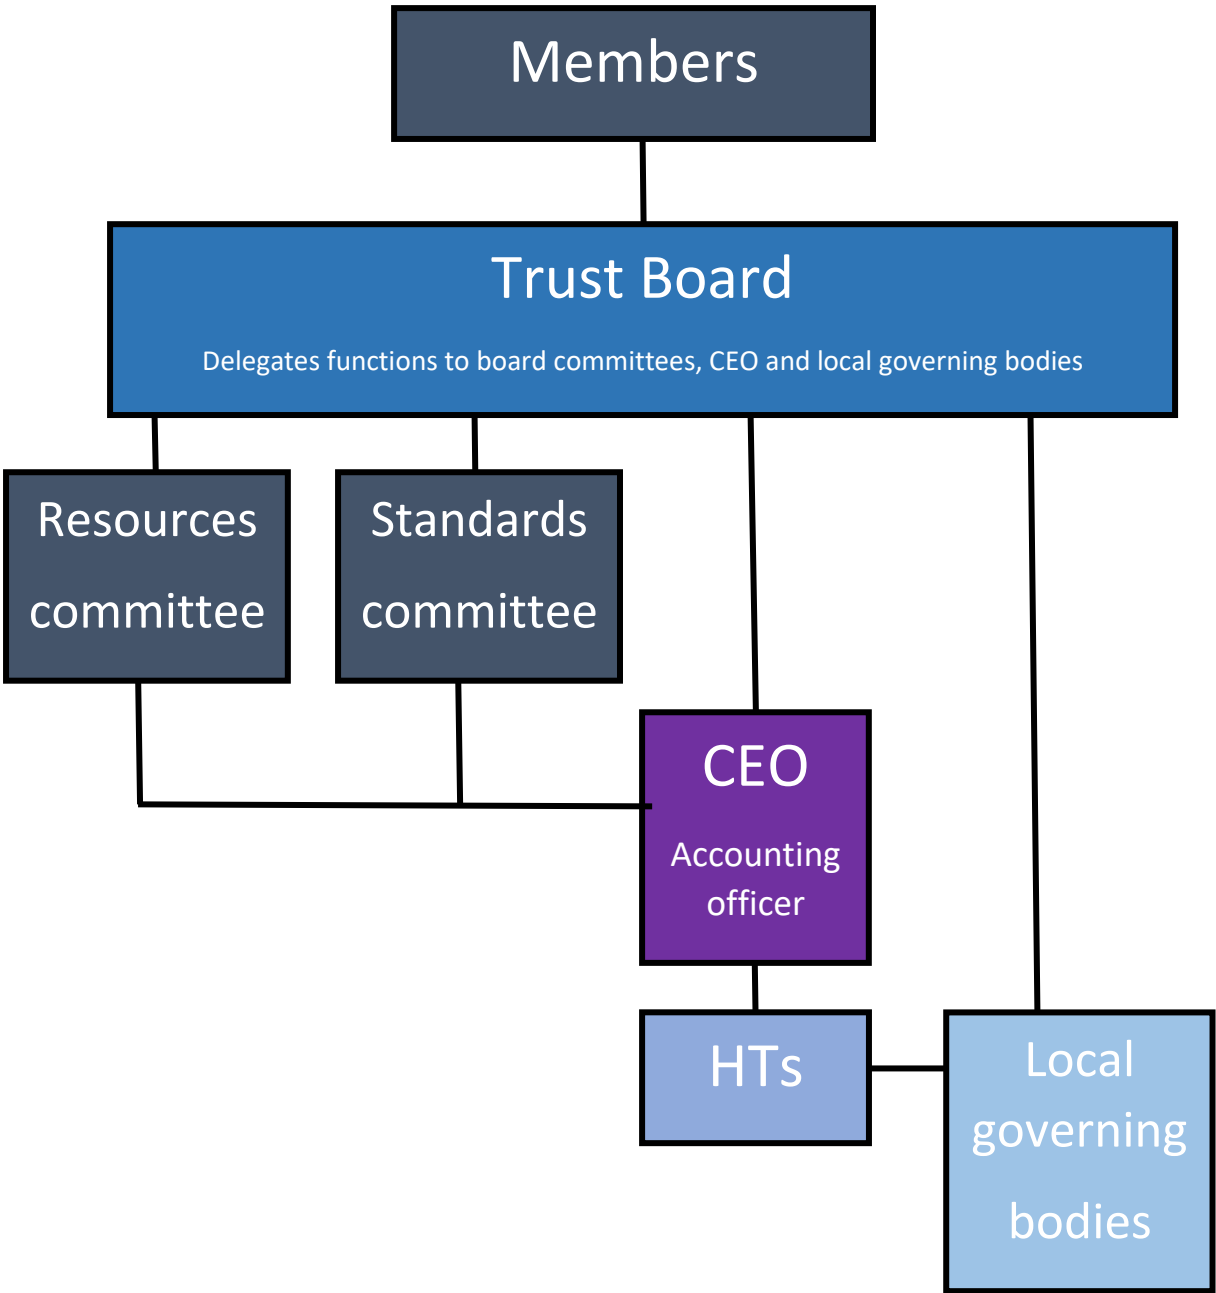 Members
Trust Board
Delegates functions to board committees, CEO and local governing bodies
Resources
committee
Standards
committee
CEO
Accounting
officer
HTs
Local
governing
bodies